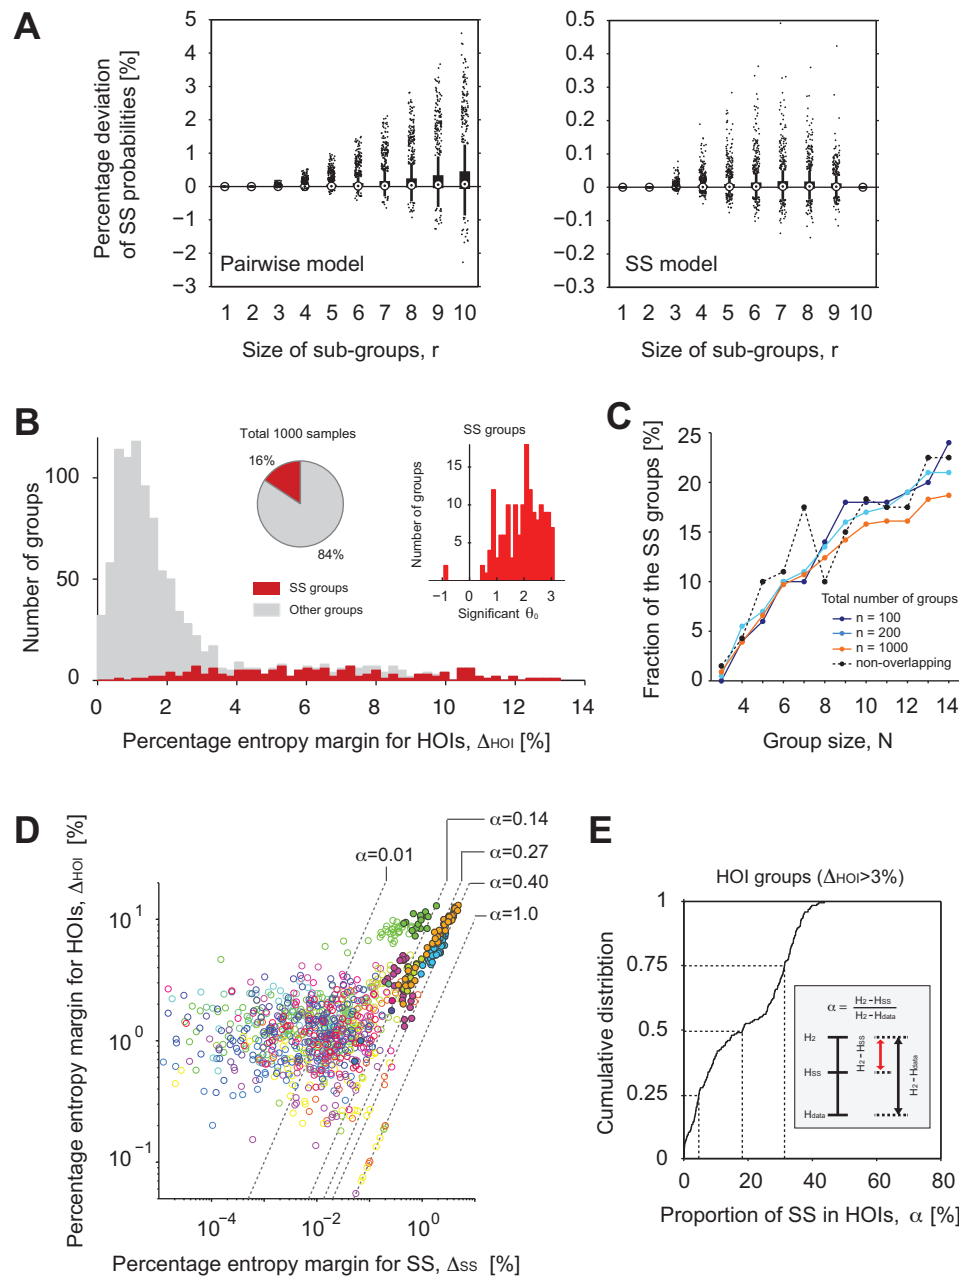 A
Percentage deviation
of SS probabilities [%]
5
4
3
2
1
0
−1
−2
−3
Pairwise model
1 2 3 4 5 6 7 8 9 10
Size of sub-groups, r
0.5
0.4
0.3
0.2
0.1
0
−0.1
−0.2
−0.3
SS model
1 2 3 4 5 6 7 8 9 10
Size of sub-groups, r
B
Number of groups
100
50
0
0 2 4 6 8 10 12 14
Percentage entropy margin for HOIs, ΔHOI [%]
Total 1000 samples
16%
84%
SS groups
Other groups
SS groups
Number of groups
15
10
5
0
−1 0 1 2 3
Significant θ0
C
Fraction of the SS groups [%]
25
20
15
10
5
0
4 6 8 10 12 14
Group size, N
Total number of groups
n = 100
n = 200
n = 1000
non-overlapping
D
Percentage entropy margin for HOIs, ΔHOI [%]
10^1
10^0
10^−1
10^−4 10^−2 10^0
Percentage entropy margin for SS, ΔSS [%]
α=0.01
α=0.14
α=0.27
α=0.40
α=1.0
E
HOI groups (ΔHOI>3%)
Cumulative distribtion
1
0.75
0.5
0.25
0
0 20 40 60 80
Proportion of SS in HOIs, α [%]
α = H2−HSS / H2−Hdata
H2
HSS
Hdata
H2−HSS
H2−Hdata